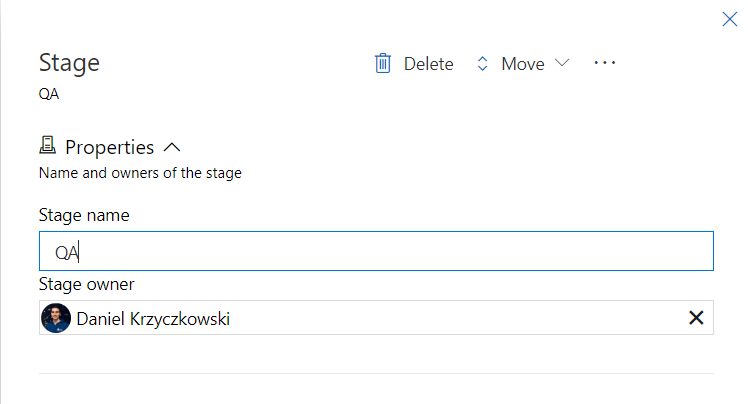 Stage
Delete
Move
QA
Properties
Name and owners of the stage
Stage name
QA
Stage owner
Daniel Krzyczkowski